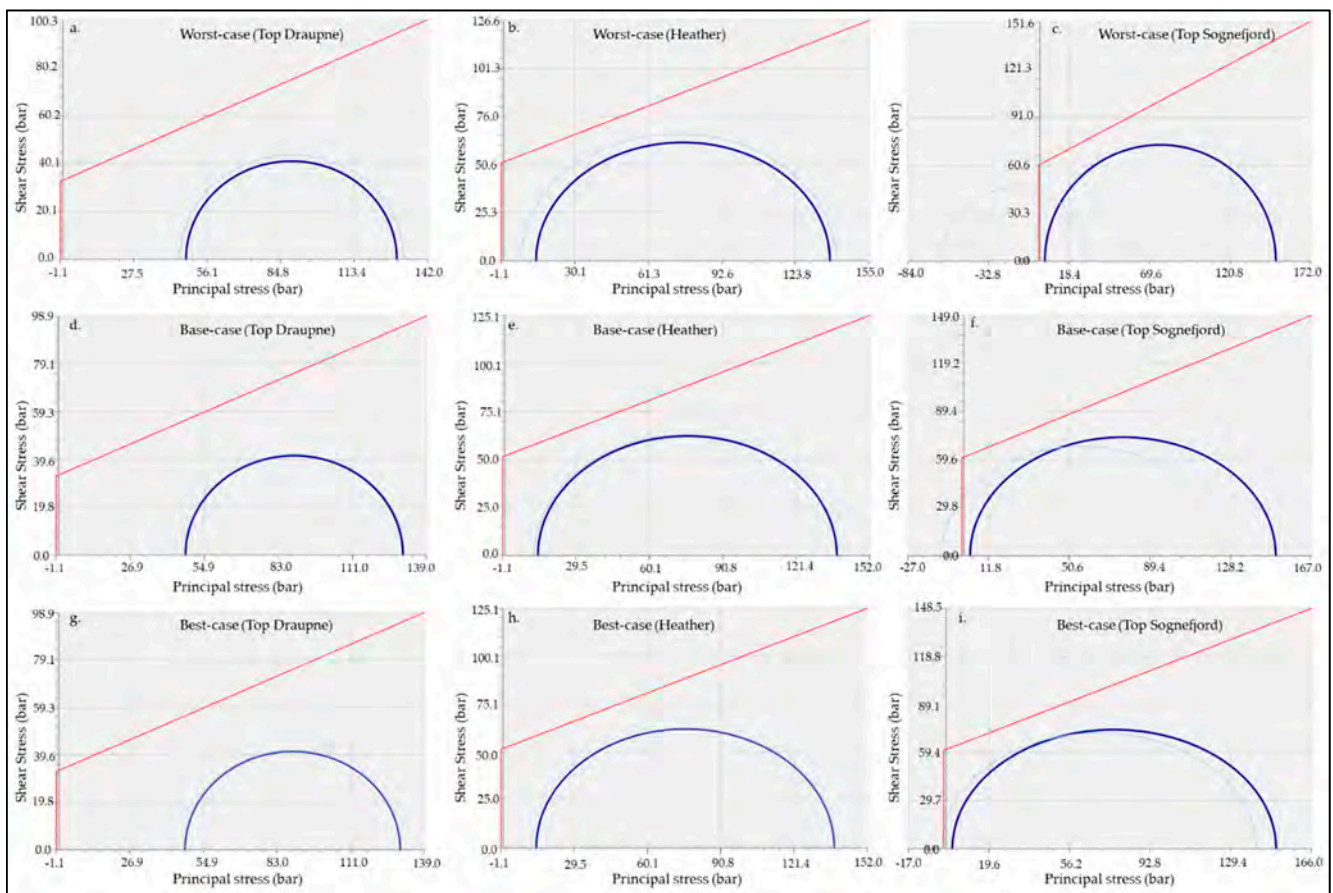 a.
Worst-case (Top Draupne)
Shear Stress (bar)
100.3
80.2
60.2
40.1
20.1
0.0
-1.1 27.5 56.1 84.8 113.4 142.0
Principal stress (bar)
b.
Worst-case (Heather)
Shear Stress (bar)
126.6
101.3
76.0
50.6
25.3
0.0
-1.1 30.1 61.3 92.6 123.8 155.0
Principal stress (bar)
c.
Worst-case (Top Sognefjord)
Shear Stress (bar)
151.6
121.3
91.0
60.6
30.3
0.0
-84.0 -32.8 18.4 69.6 120.8 172.0
Principal stress (bar)
d.
Base-case (Top Draupne)
Shear Stress (bar)
98.9
79.1
59.3
39.6
19.8
0.0
-1.1 26.9 54.9 83.0 111.0 139.0
Principal stress (bar)
e.
Base-case (Heather)
Shear Stress (bar)
125.1
100.1
75.1
50.0
25.0
0.0
-1.1 29.5 60.1 90.8 121.4 152.0
Principal stress (bar)
f.
Base-case (Top Sognefjord)
Shear Stress (bar)
149.0
119.2
89.4
59.6
29.8
0.0
-27.0 11.8 50.6 89.4 128.2 167.0
Principal stress (bar)
g.
Best-case (Top Draupne)
Shear Stress (bar)
98.9
79.1
59.3
39.6
19.8
0.0
-1.1 26.9 54.9 83.0 111.0 139.0
Principal stress (bar)
h.
Best-case (Heather)
Shear Stress (bar)
125.1
100.1
75.1
50.0
25.0
0.0
-1.1 29.5 60.1 90.8 121.4 152.0
Principal stress (bar)
i.
Best-case (Top Sognefjord)
Shear Stress (bar)
148.5
118.8
89.1
59.4
29.7
0.0
-17.0 19.6 56.2 92.8 129.4 166.0
Principal stress (bar)